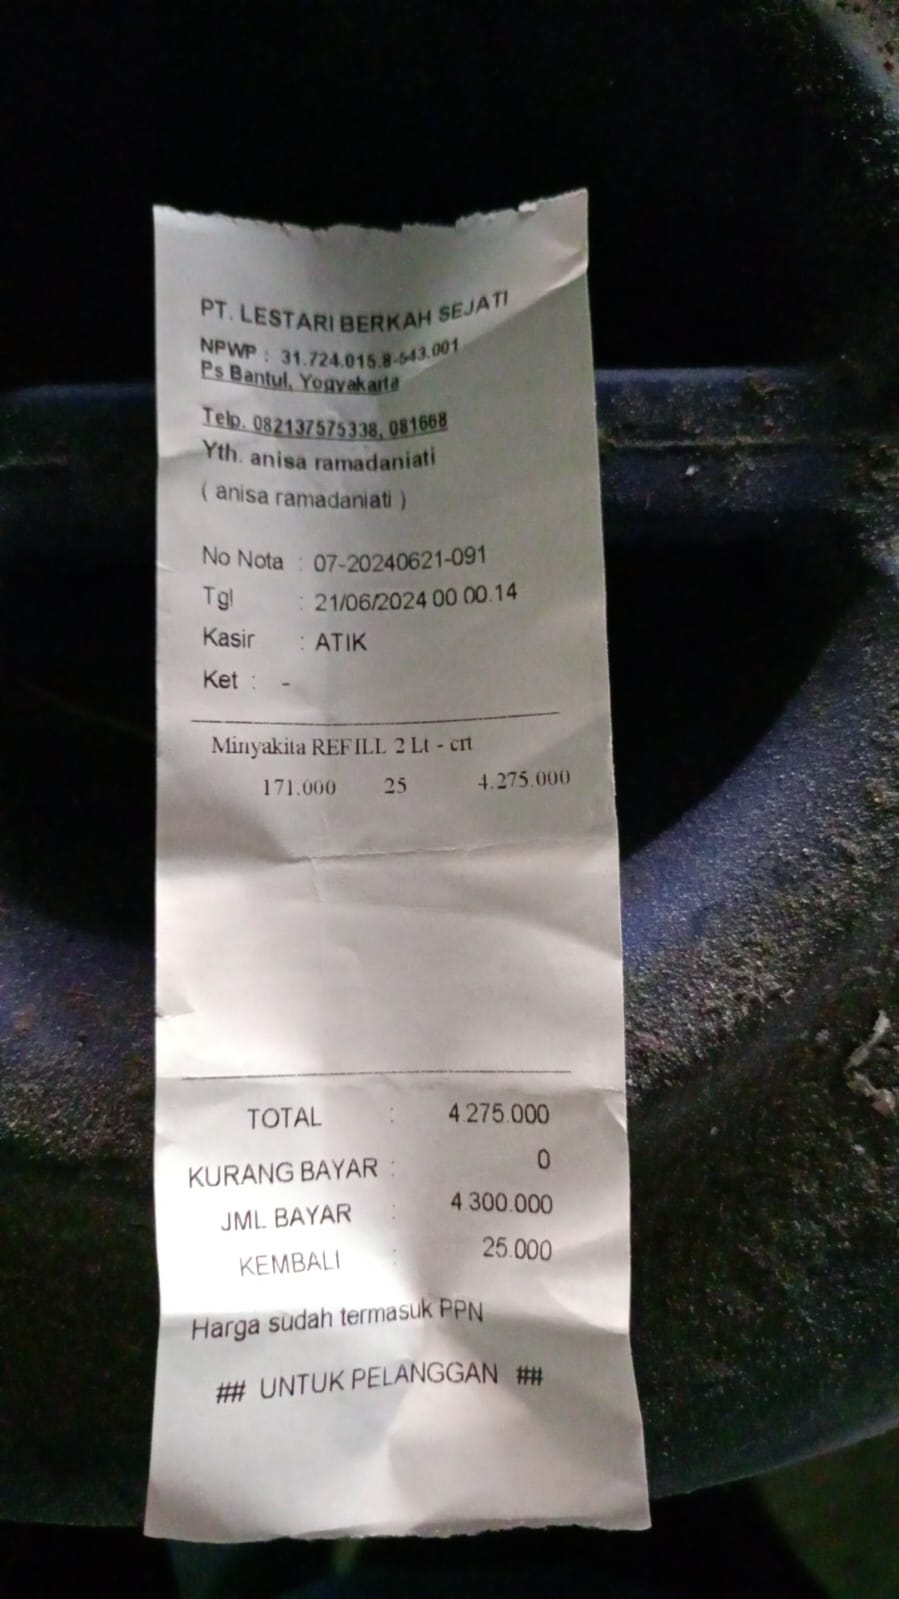 PT. LESTARI BERKAH SEJATI
NPWP : 31.724.015.8-543.001
Ps Bantul, Yogyakarta
Telp. 082137575338, 081668
Yth. anisa ramadaniati
( anisa ramadaniati )
No Nota : 07-20240621-091
Tgl : 21/06/2024 00 00.14
Kasir : ATIK
Ket : -
Minyakita REFILL 2 Lt - crt
171.000 25 4.275.000
TOTAL : 4.275.000
KURANG BAYAR : 0
JML BAYAR : 4.300.000
KEMBALI : 25.000
Harga sudah termasuk PPN
## UNTUK PELANGGAN ##